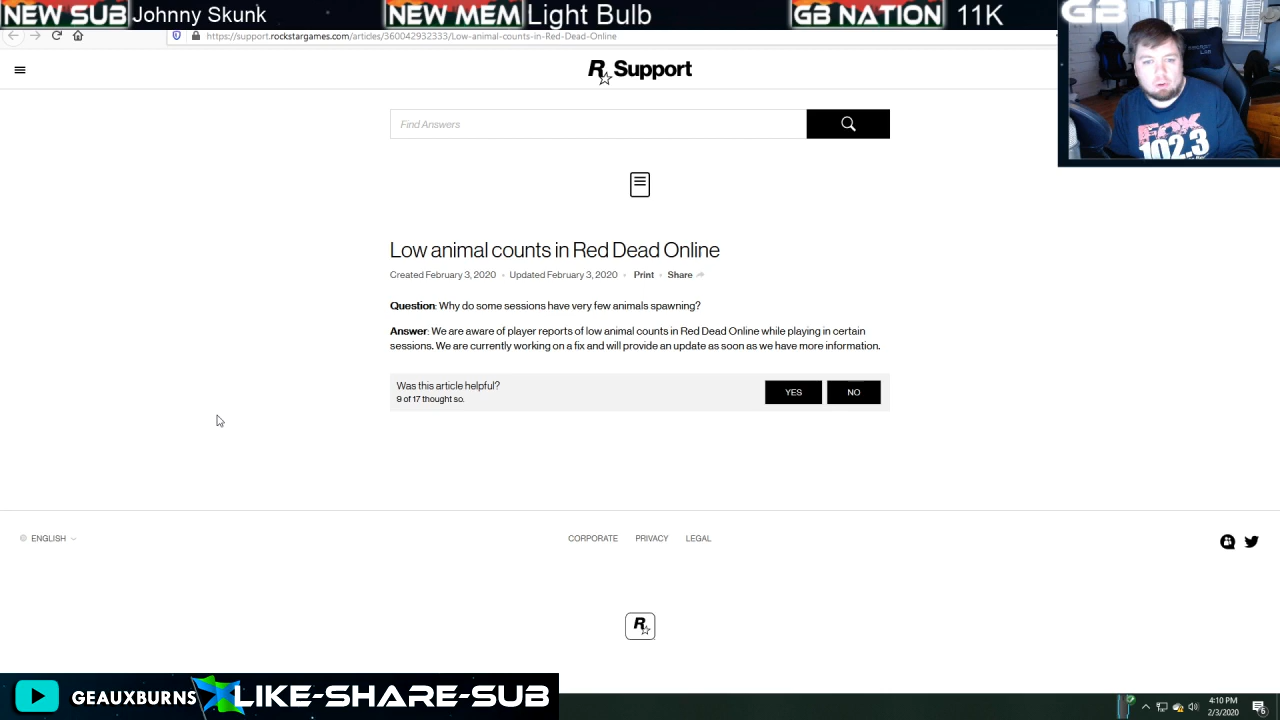 NEW SUB Johnny Skunk
NEW MEM Light Bulb
GB NATION 11K
GB
https://support.rockstargames.com/articles/360042932333/Low-animal-counts-in-Red-Dead-Online
R Support
Find Answers
FOX
102.3
Low animal counts in Red Dead Online
Created February 3, 2020 • Updated February 3, 2020 • Print • Share
Question: Why do some sessions have very few animals spawning?
Answer: We are aware of player reports of low animal counts in Red Dead Online while playing in certain
sessions. We are currently working on a fix and will provide an update as soon as we have more information.
Was this article helpful?
9 of 17 thought so.
YES
NO
ENGLISH
CORPORATE PRIVACY LEGAL
R
GEAUXBURNS LIKE-SHARE-SUB
4:10 PM
2/3/2020
6